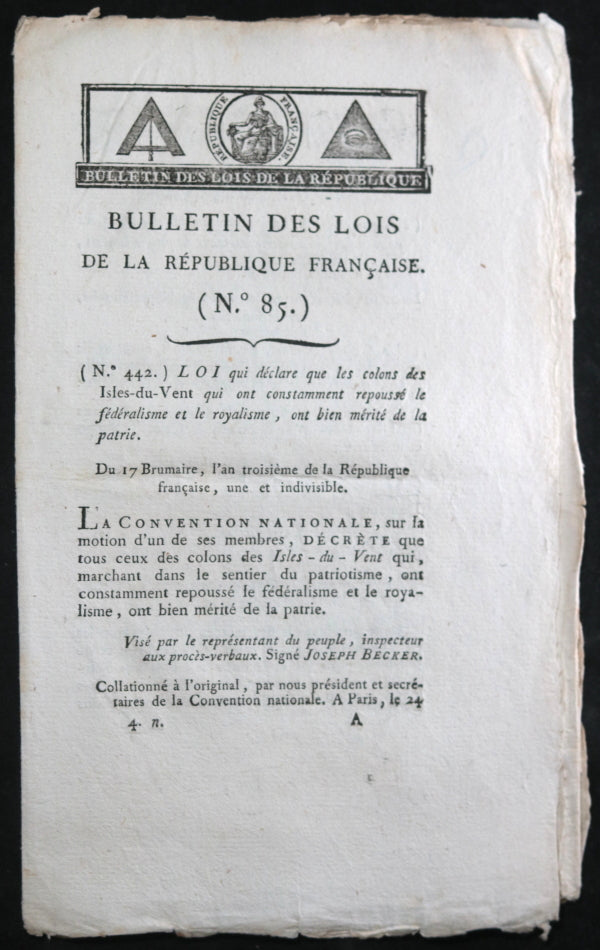 RÉPUBLIQUE FRANÇAISE.
BULLETIN DES LOIS DE LA RÉPUBLIQUE
BULLETIN DES LOIS
DE LA RÉPUBLIQUE FRANÇAISE.
(N.º 85.)
(N.º 442.) LOI qui déclare que les colons des
Isles-du-Vent qui ont constamment repoussé le
fédéralisme et le royalisme, ont bien mérité de la
patrie.
Du 17 Brumaire, l'an troisième de la République
française, une et indivisible.
LA CONVENTION NATIONALE, sur la
motion d'un de ses membres, DÉCRÈTE que
tous ceux des colons des Isles-du-Vent qui,
marchant dans le sentier du patriotisme, ont
constamment repoussé le fédéralisme et le roya-
lisme, ont bien mérité de la patrie.
Visé par le représentant du peuple, inspecteur
aux procès-verbaux. Signé JOSEPH BECKER.
Collationné à l'original, par nous président et secré-
taires de la Convention nationale. A Paris, le 24
4. n. A